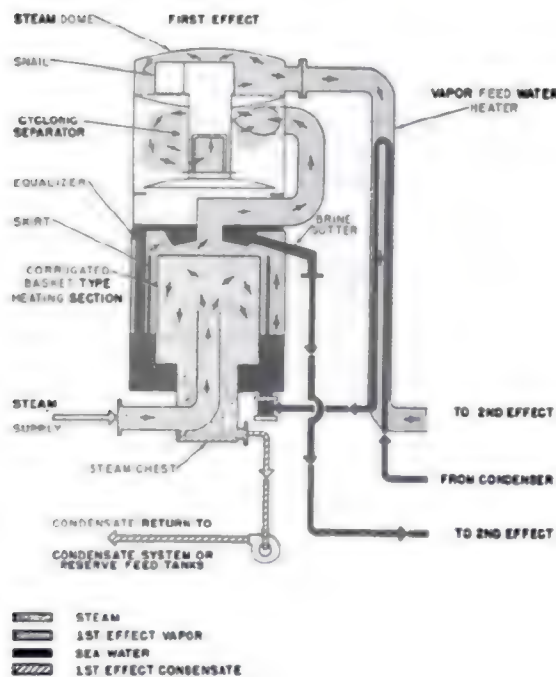 STEAM DOME
FIRST EFFECT
SNAIL
VAPOR FEED WATER
HEATER
CYCLONIC
SEPARATOR
EQUALIZER
SKIRT
BRINE
GUTTER
CORRUGATED
BASKET TYPE
HEATING SECTION
STEAM
SUPPLY
TO 2ND EFFECT
STEAM CHEST
FROM CONDENSER
CONDENSATE RETURN TO
CONDENSATE SYSTEM OR
RESERVE FEED TANKS
TO 2ND EFFECT
STEAM
1ST EFFECT VAPOR
SEA WATER
1ST EFFECT CONDENSATE